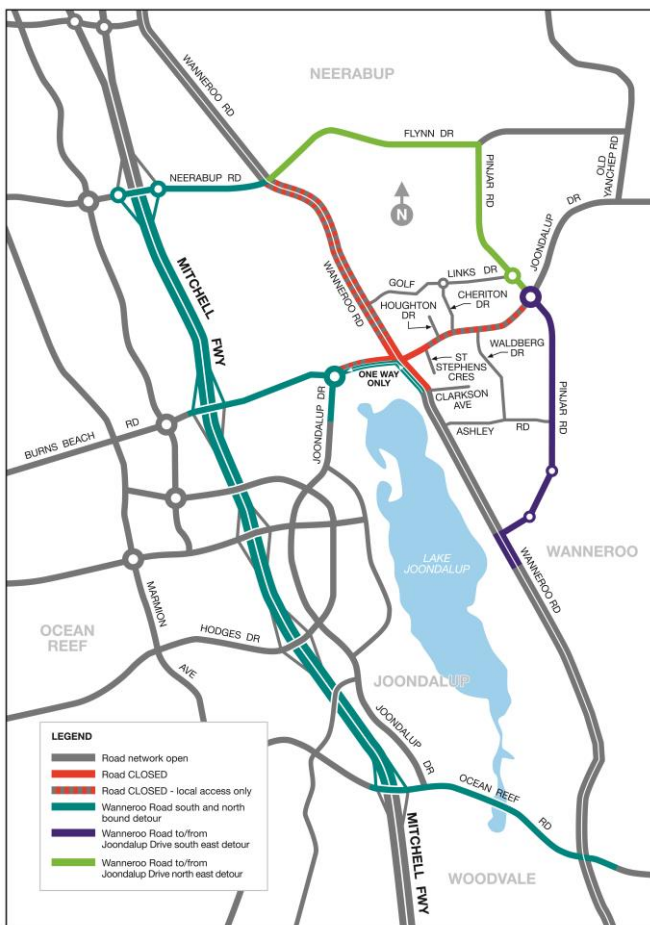 NEERABUP
WANNEROO RD
FLYNN DR
PINJAR RD
OLD
YANCHEP RD
NEERABUP RD
N
JOONDALUP
DR
LINKS DR
GOLF
CHERITON
DR
HOUGHTON
DR
WANNEROO RD
MITCHELL
FWY
WALDBERG
DR
ST
STEPHENS
CRES
ONE WAY
ONLY
CLARKSON
AVE
PINJAR RD
JOONDALUP DR
ASHLEY RD
BURNS BEACH RD
LAKE
JOONDALUP
WANNEROO
WANNEROO RD
OCEAN
REEF
MARMION
AVE
HODGES DR
JOONDALUP
JOONDALUP
DR
OCEAN REEF
RD
MITCHELL FWY
WOODVALE
LEGEND
Road network open
Road CLOSED
Road CLOSED - local access only
Wanneroo Road south and north
bound detour
Wanneroo Road to/from
Joondalup Drive south east detour
Wanneroo Road to/from
Joondalup Drive north east detour